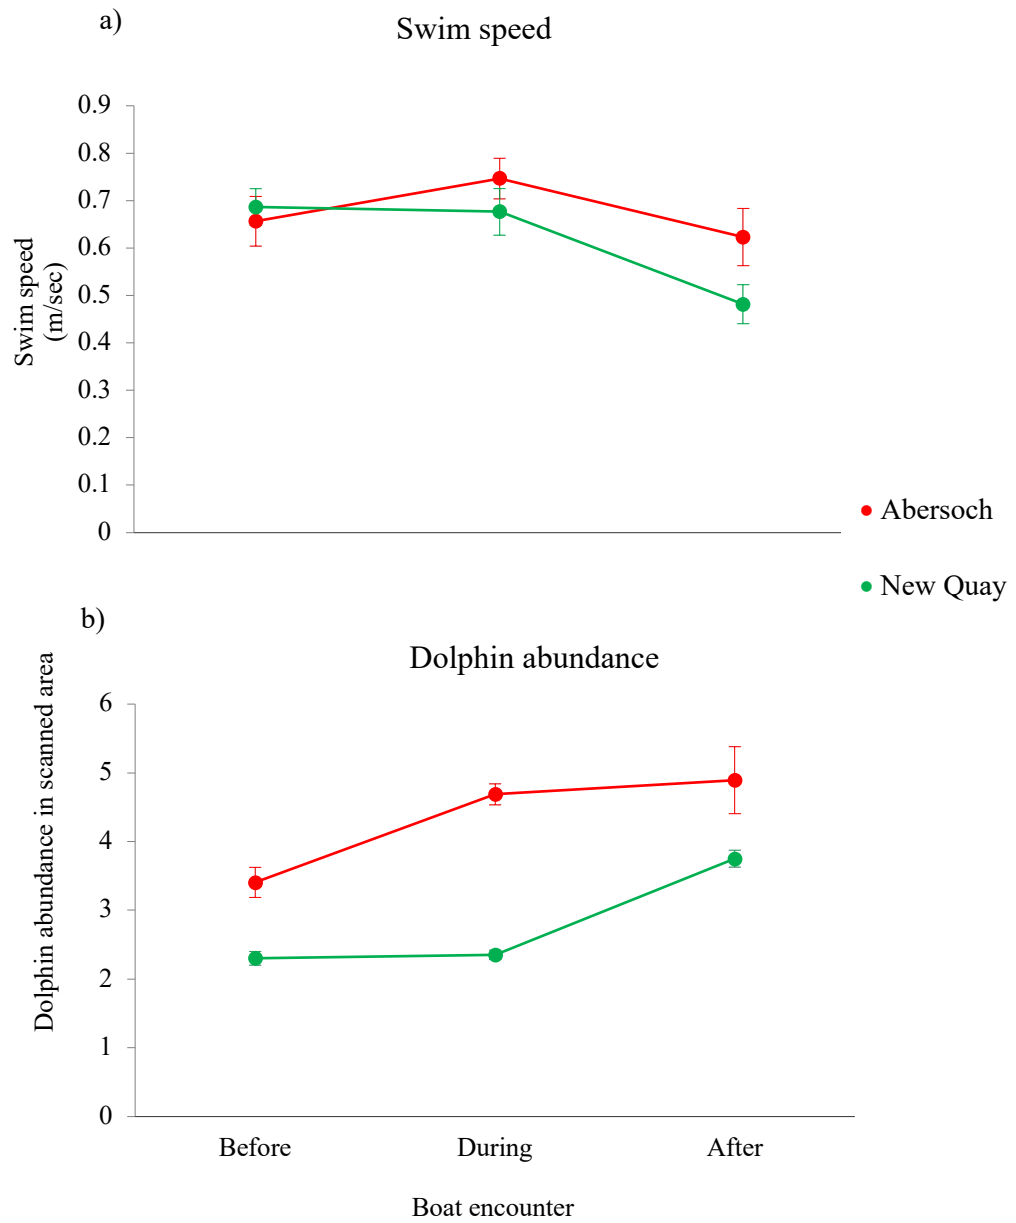 a)
Swim speed
0.9
0.8
0.7
0.6
0.5
0.4
0.3
0.2
0.1
0
Swim speed
(m/sec)
Abersoch
New Quay
b)
Dolphin abundance
6
5
4
3
2
1
0
Dolphin abundance in scanned area
Before During After
Boat encounter